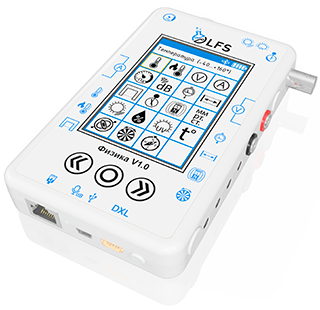 LFS
Температура (-40..+160°)
V
A
dB
V
A
t°
Физика V1.0
DXL